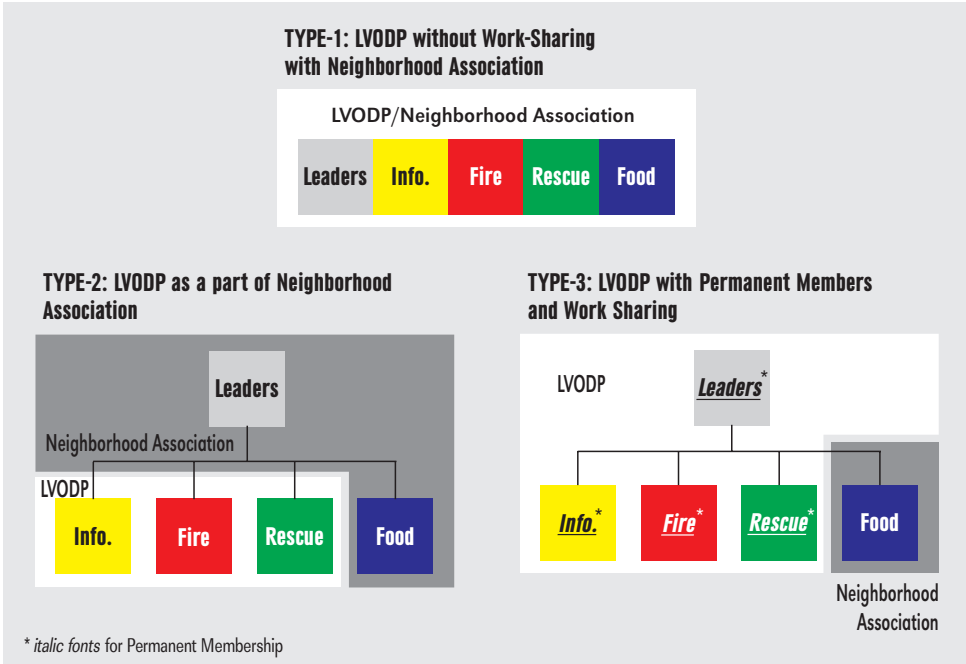 TYPE-1: LVODP without Work-Sharing
with Neighborhood Association
LVODP/Neighborhood Association
Leaders Info. Fire Rescue Food
TYPE-2: LVODP as a part of Neighborhood
Association
Leaders
Neighborhood Association
LVODP
Info. Fire Rescue Food
TYPE-3: LVODP with Permanent Members
and Work Sharing
LVODP
Leaders*
Info.* Fire* Rescue* Food
Neighborhood
Association
* italic fonts for Permanent Membership